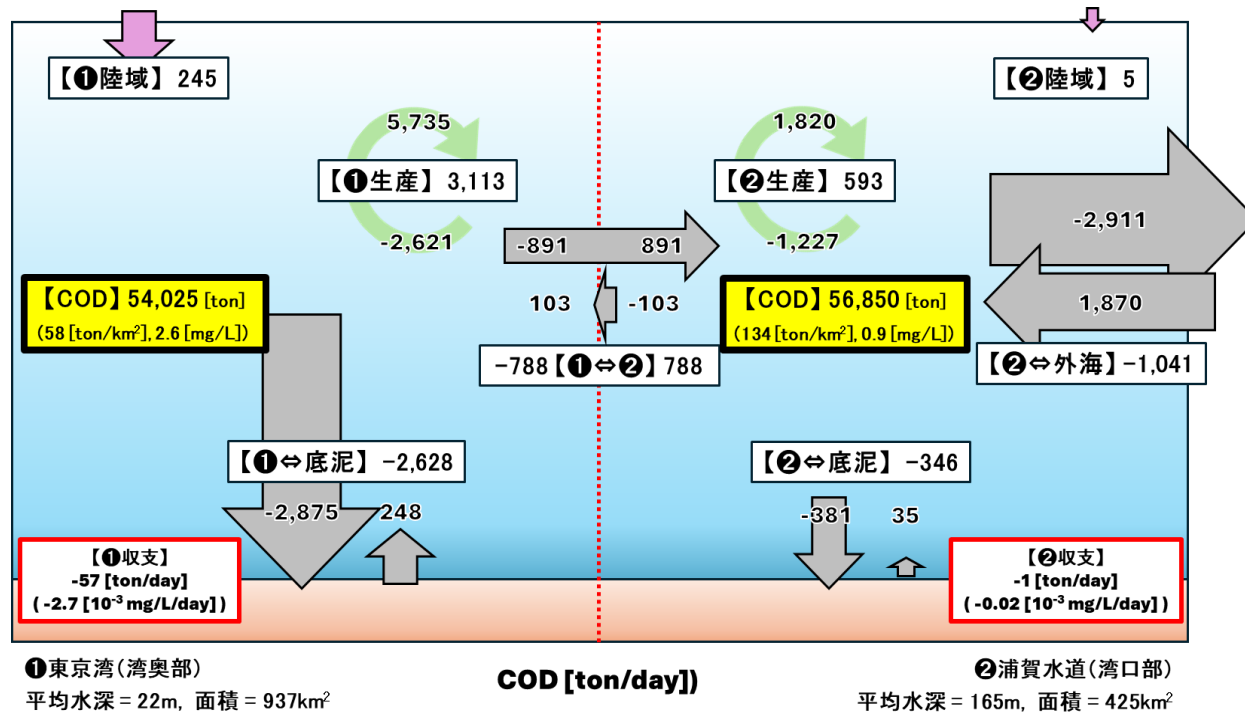 【❶陸域】 245
【❷陸域】 5
5,735
【❶生産】 3,113
-2,621
1,820
【❷生産】 593
-1,227
-891 891
103 -103
-788【❶⇔❷】788
-2,911
1,870
【❷⇔外海】-1,041
【COD】54,025 [ton]
(58 [ton/km²], 2.6 [mg/L])
【COD】56,850 [ton]
(134 [ton/km²], 0.9 [mg/L])
【❶⇔底泥】 -2,628
-2,875 248
【❷⇔底泥】 -346
-381 35
【❶収支】
-57 [ton/day]
( -2.7 [10⁻³ mg/L/day] )
【❷収支】
-1 [ton/day]
( -0.02 [10⁻³ mg/L/day] )
❶東京湾(湾奥部)
平均水深 = 22m, 面積 = 937km²
COD [ton/day])
❷浦賀水道(湾口部)
平均水深 = 165m, 面積 = 425km²